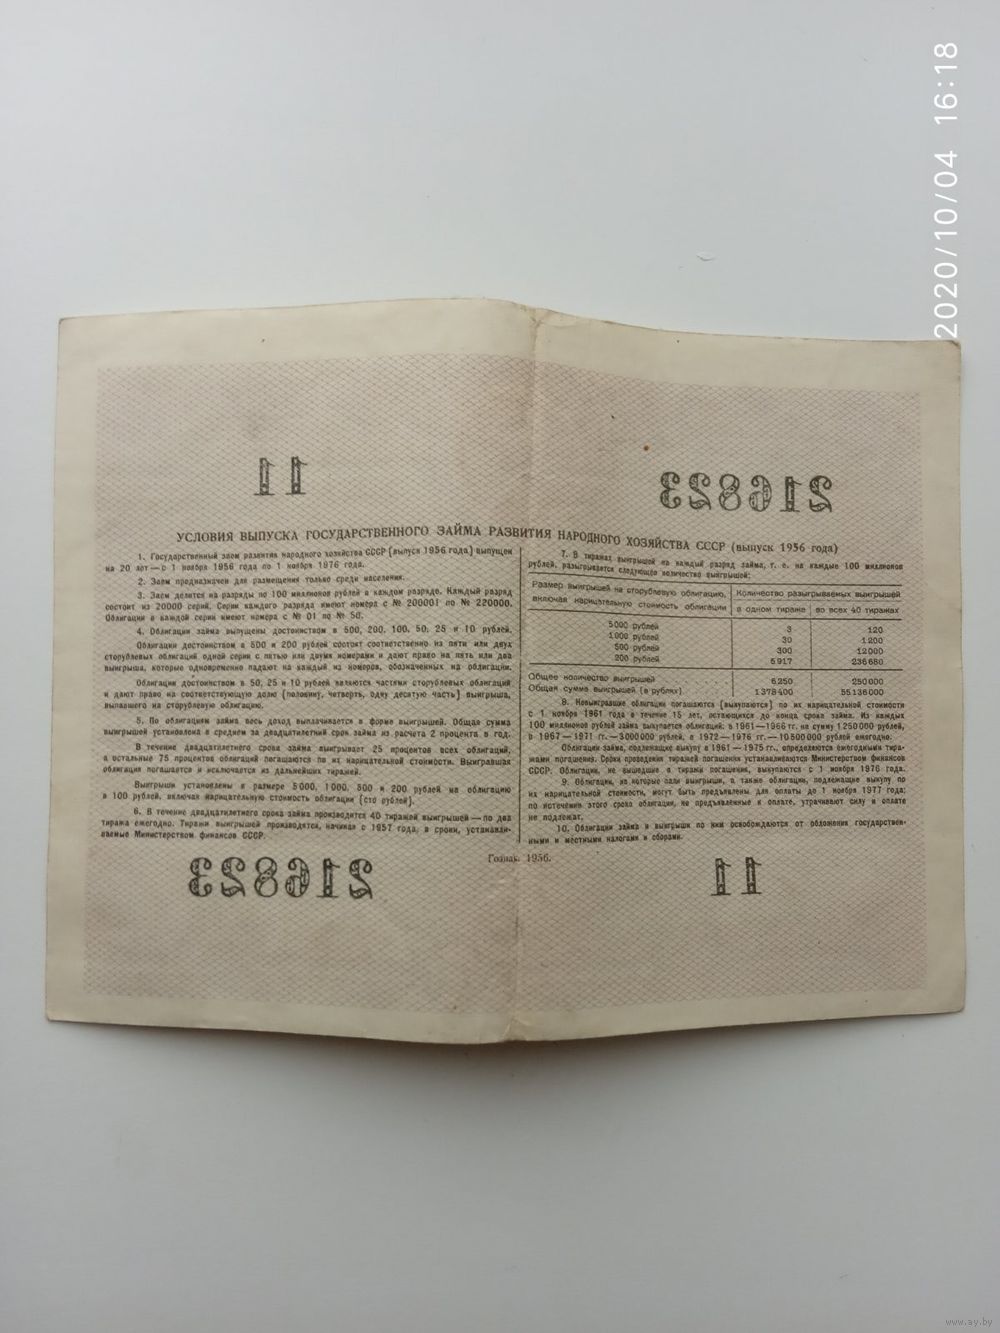 2020/10/04 16:18
11
216823
УСЛОВИЯ ВЫПУСКА ГОСУДАРСТВЕННОГО ЗАЙМА РАЗВИТИЯ НАРОДНОГО ХОЗЯЙСТВА СССР (выпуск 1956 года)
1. Государственный заем развития народного хозяйства СССР (выпуск 1956 года) выпущен
на 20 лет — с 1 ноября 1956 года по 1 ноября 1976 года.
2. Заем предназначен для размещения только среди населения.
3. Заем делится на разряды по 100 миллионов рублей в каждом разряде. Каждый разряд
состоит из 20000 серий. Серии каждого разряда имеют номера с № 200001 по № 220000.
Облигации в каждой серии имеют номера с № 01 по № 50.
4. Облигации займа выпущены достоинством в 500, 200, 100, 50, 25 и 10 рублей.
Облигации достоинством в 500 и 200 рублей состоят соответственно из пяти или двух
сторублевых облигаций одной серии с пятью или двумя номерами и дают право на пять или два
выигрыша, которые одновременно падают на каждый из номеров, обозначенных на облигации.
Облигации достоинством в 50, 25 и 10 рублей являются частями сторублевых облигаций
и дают право на соответствующую долю (половину, четверть, одну десятую часть) выигрыша,
выпавшего на сторублевую облигацию.
5. По облигациям займа весь доход выплачивается в форме выигрышей. Общая сумма
выигрышей установлена в среднем за двадцатилетний срок займа из расчета 2 процента в год.
В течение двадцатилетнего срока займа выигрывает 25 процентов всех облигаций,
а остальные 75 процентов облигаций погашаются по их нарицательной стоимости. Выигравшая
облигация погашается и исключается из дальнейших тиражей.
Выигрыши установлены в размере 5000, 1000, 500 и 200 рублей на облигацию
в 100 рублей, включая нарицательную стоимость облигации (сто рублей).
6. В течение двадцатилетнего срока займа производится 40 тиражей выигрышей — по два
тиража ежегодно. Тиражи выигрышей производятся, начиная с 1957 года, в сроки, устанавли-
ваемые Министерством финансов СССР.
7. В тиражах выигрышей на каждый разряд займа, т. е. на каждые 100 миллионов
рублей, разыгрывается следующее количество выигрышей:
Размер выигрышей на сторублевую облигацию, Количество разыгрываемых выигрышей
включая нарицательную стоимость облигации в одном тираже во всех 40 тиражах
5000 рублей 3 120
1000 рублей 30 1200
500 рублей 300 12000
200 рублей 5917 236680
Общее количество выигрышей 6250 250000
Общая сумма выигрышей (в рублях) 1378400 55136000
8. Невыигравшие облигации погашаются (выкупаются) по их нарицательной стоимости
с 1 ноября 1961 года в течение 15 лет, остающихся до конца срока займа. Из каждых
100 миллионов рублей займа выкупается облигаций: в 1961—1966 гг. на сумму 1250000 рублей,
в 1967—1971 гг.—3000000 рублей, в 1972—1976 гг.—10500000 рублей ежегодно.
Облигации займа, подлежащие выкупу в 1961—1975 гг., определяются ежегодными тира-
жами погашения. Сроки проведения тиражей погашения устанавливаются Министерством финансов
СССР. Облигации, не вышедшие в тиражи погашения, выкупаются с 1 ноября 1976 года.
9. Облигации, на которые пали выигрыши, а также облигации, подлежащие выкупу по
их нарицательной стоимости, могут быть предъявлены для оплаты до 1 ноября 1977 года;
по истечении этого срока облигации, не предъявленные к оплате, утрачивают силу и оплате
не подлежат.
10. Облигации займа и выигрыши по ним освобождаются от обложения государствен-
ными и местными налогами и сборами.
Гознак. 1956.
216823
11
www.ay.by